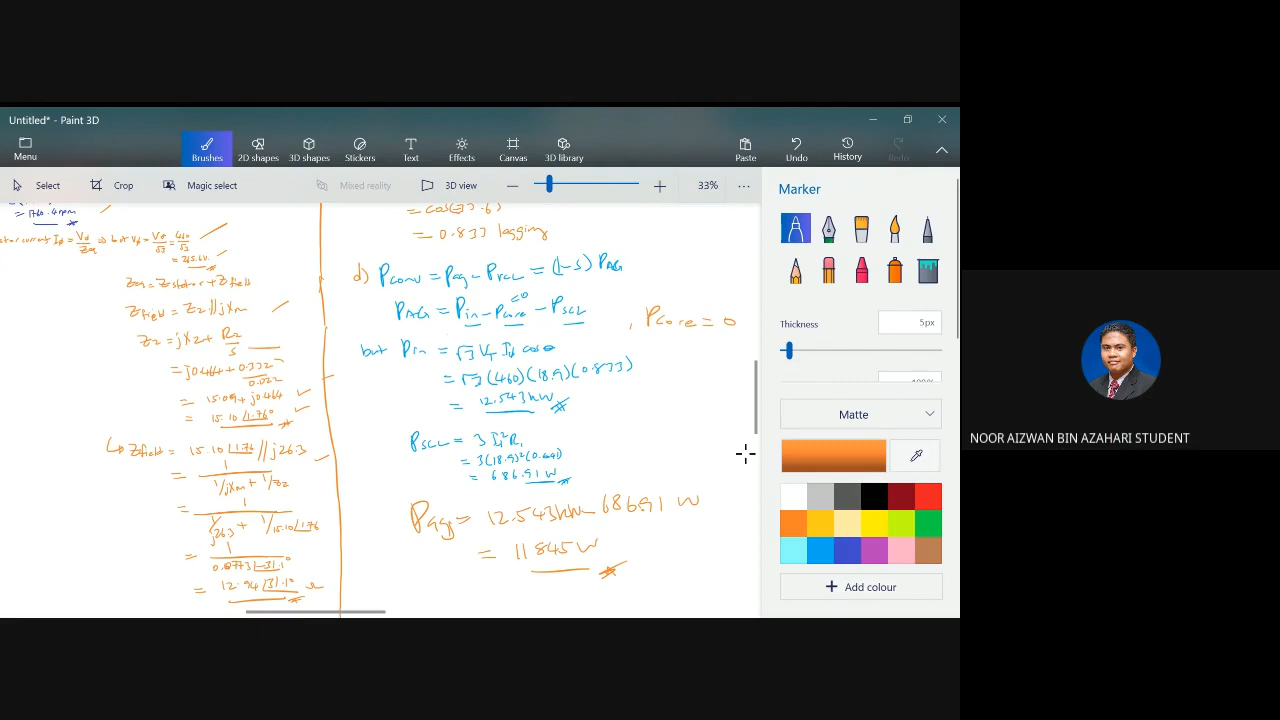 Untitled* - Paint 3D
Menu
Brushes
2D shapes
3D shapes
Stickers
Text
Effects
Canvas
3D library
Paste
Undo
History
Redo
Select
Crop
Magic select
Mixed reality
3D view
33%
Marker
Thickness
5px
Matte
Add colour
NOOR AIZWAN BIN AZAHARI STUDENT
= 1760.4 rpm
Zeq = Zstator + Zfield
Zfield = Z2 // jXm
Z2 = jX2 + R2/S
= j0.464 + 0.332/0.022
= 15.09 + j0.464
= 15.10 ∠1.76°
↳ Zfield = 15.10 ∠1.76 // j26.3
= 1 / (1/jXm + 1/Z2)
= 1 / (1/j26.3 + 1/15.10∠1.76)
= 1 / 0.0773∠-31.1°
= 12.94 ∠31.1° Ω
= 0.833 lagging
d) Pconv = Pag - PRCL = (1-s) PAG
PAG = Pin - Pcore - PSCL
, Pcore = 0
but Pin = √3 VT IL cos θ
= √3 (460)(18.9)(0.833)
= 12.543 kW
PSCL = 3 I1² R1
= 3(18.9)²(0.641)
= 686.91 W
Pag = 12.543kW - 686.91 W
= 11845 W